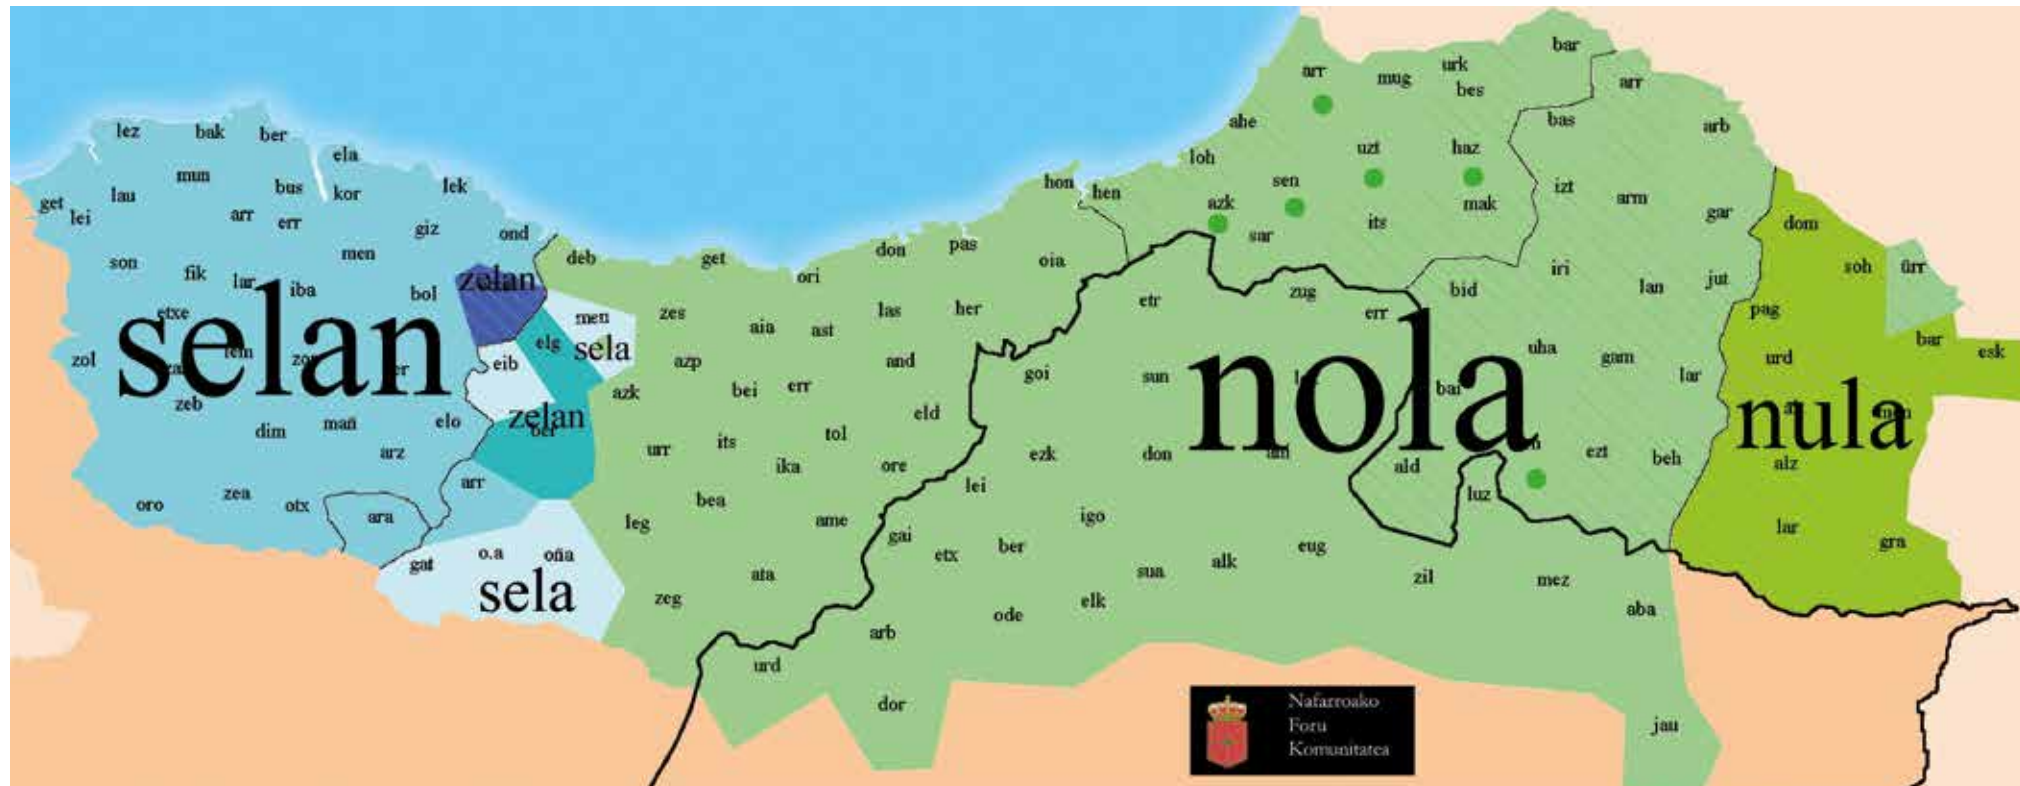 bar
arr mug urk
bes
arr
lez bak ber
ahe
bas
arb
ela
loh
uzt haz
mun
bus kor lek
hon hen
sen
izt arm
get lei
lau
arr err
giz ond
azk
sar
its
mak
gar
dom
son
fik
lar
iba
men
bol
zelan
deb
get
ori
don
pas
oia
iri
lan
jut
soh
ürr
etxe
men
elg
sela
zes
aia
ast
las
her
etr
zug
err
bid
pag
zol
selan
eib
azp
and
goi
sun
nola
uha
gam
lar
urd
bar
esk
zeb
dim
mañ
arz
elo
zelan
azk
bei
err
eld
nula
urr
its
tol
ika
ore
ezk
don
ald
ezt
beh
alz
oro
zea
otx
ara
arr
leg
bea
ame
lei
gai
igo
luz
lar
gra
gat
o.a
oña
sela
ata
etx
ber
sua
alk
eug
zil
mez
zeg
ode
elk
aba
arb
urd
dor
jau
Nafarroako
Foru
Komunitatea